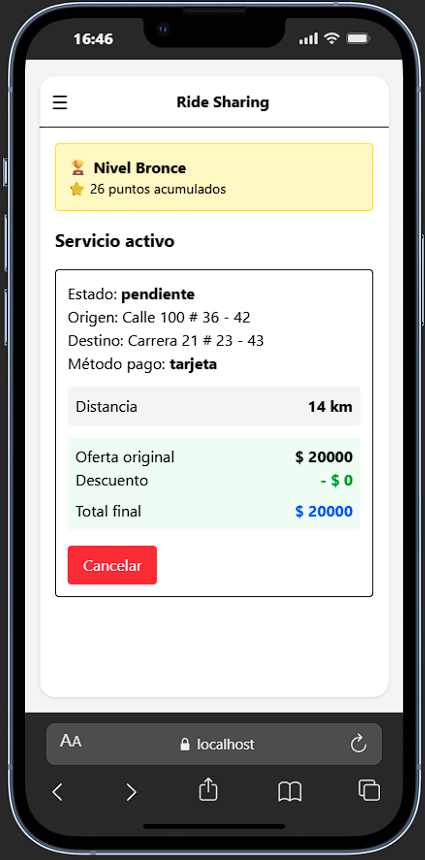 16:46
Ride Sharing
Nivel Bronce
26 puntos acumulados
Servicio activo
Estado: pendiente
Origen: Calle 100 # 36 - 42
Destino: Carrera 21 # 23 - 43
Método pago: tarjeta
Distancia 14 km
Oferta original $ 20000
Descuento - $ 0
Total final $ 20000
Cancelar
AA localhost